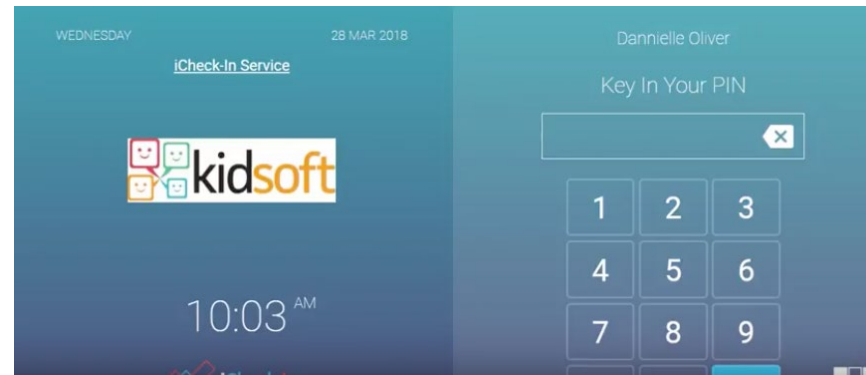 WEDNESDAY 28 MAR 2018
iCheck-In Service
kidsoft
10:03 AM
Dannielle Oliver
Key In Your PIN
1 2 3
4 5 6
7 8 9